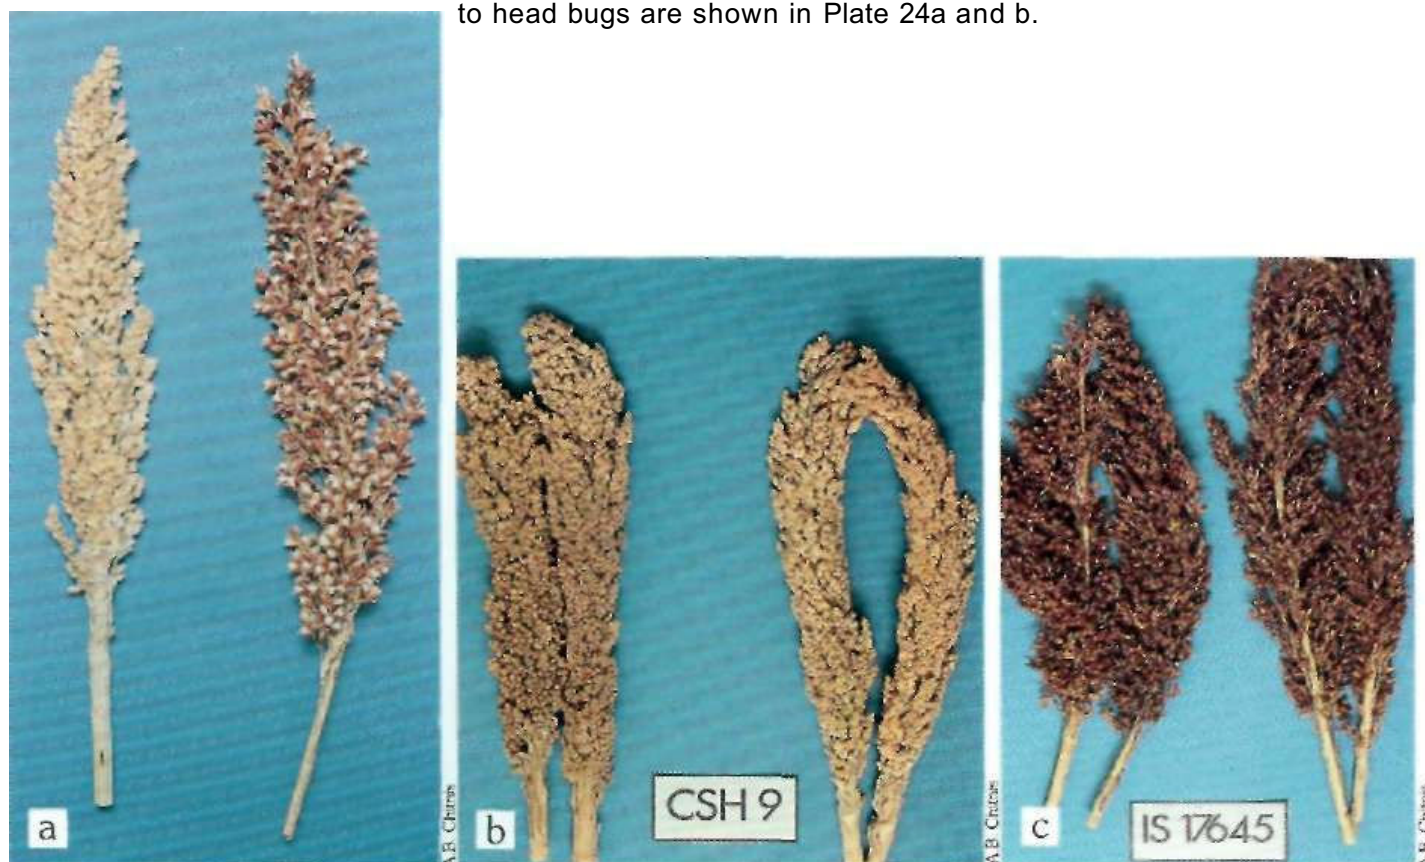 to head bugs are shown in Plate 24a and b.
a
b
CSH 9
c
IS 17645